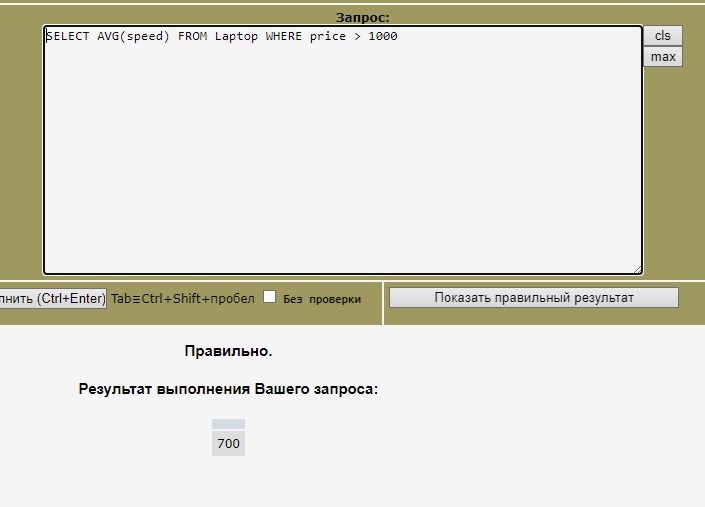 Запрос:
SELECT AVG(speed) FROM Laptop WHERE price > 1000
cls
max
лнить (Ctrl+Enter) Tab≡Ctrl+Shift+пробел Без проверки
Показать правильный результат
Правильно.
Результат выполнения Вашего запроса:
700